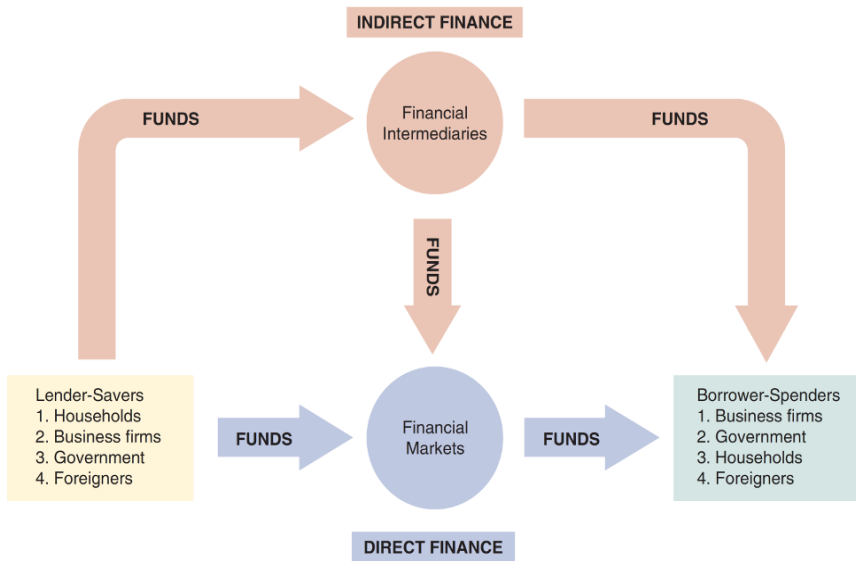 INDIRECT FINANCE
FUNDS
Financial
Intermediaries
FUNDS
FUNDS
Lender-Savers
1. Households
2. Business firms
3. Government
4. Foreigners
FUNDS
Financial
Markets
FUNDS
Borrower-Spenders
1. Business firms
2. Government
3. Households
4. Foreigners
DIRECT FINANCE